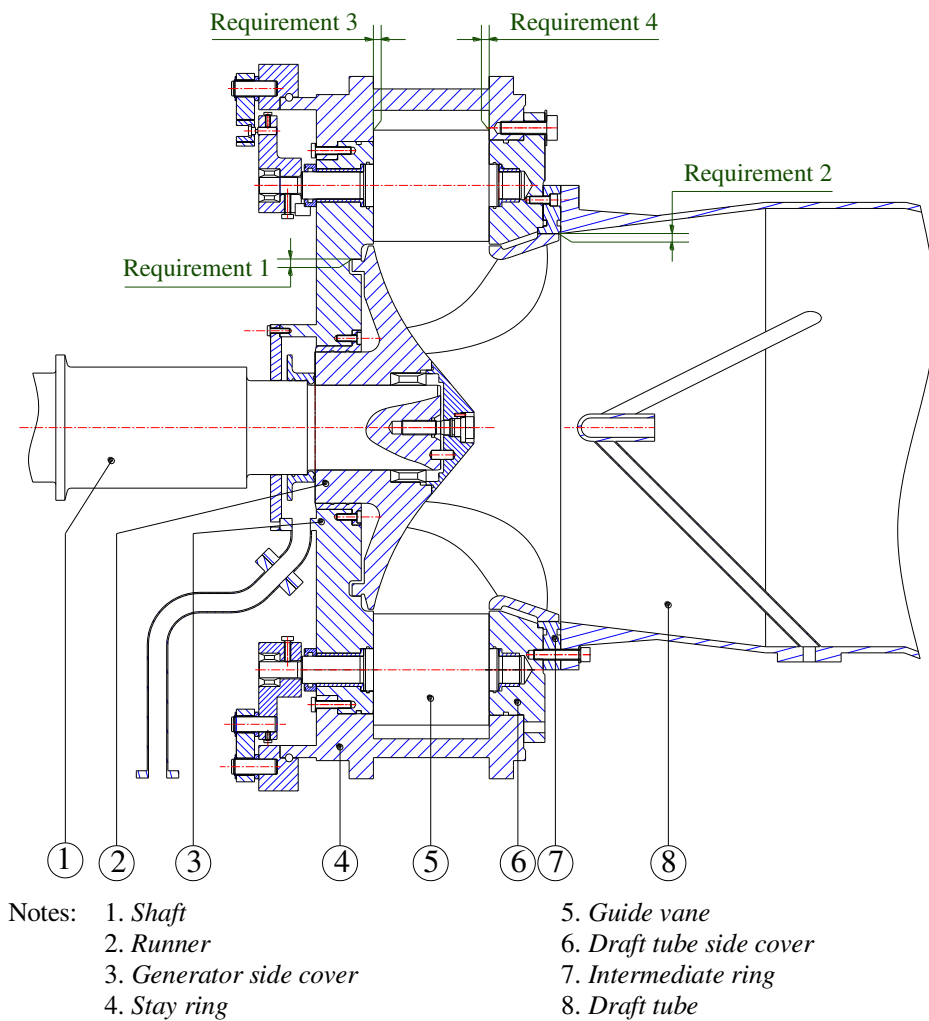 Requirement 3 Requirement 4
Requirement 2
Requirement 1
1 2 3 4 5 6 7 8
Notes: 1. Shaft 5. Guide vane
2. Runner 6. Draft tube side cover
3. Generator side cover 7. Intermediate ring
4. Stay ring 8. Draft tube